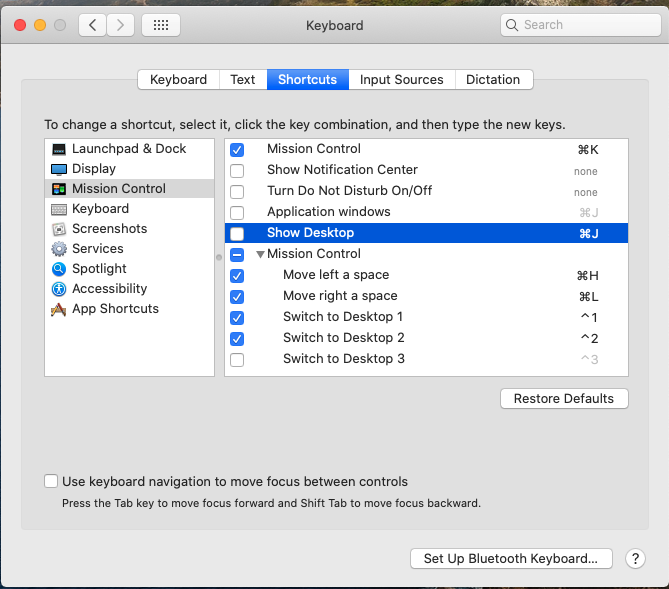 Keyboard
Search
Keyboard Text Shortcuts Input Sources Dictation
To change a shortcut, select it, click the key combination, and then type the new keys.
Launchpad & Dock
Display
Mission Control
Keyboard
Screenshots
Services
Spotlight
Accessibility
App Shortcuts
Mission Control ⌘K
Show Notification Center none
Turn Do Not Disturb On/Off none
Application windows ⌘J
Show Desktop ⌘J
Mission Control
Move left a space ⌘H
Move right a space ⌘L
Switch to Desktop 1 ^1
Switch to Desktop 2 ^2
Switch to Desktop 3 ^3
Restore Defaults
Use keyboard navigation to move focus between controls
Press the Tab key to move focus forward and Shift Tab to move focus backward.
Set Up Bluetooth Keyboard... ?